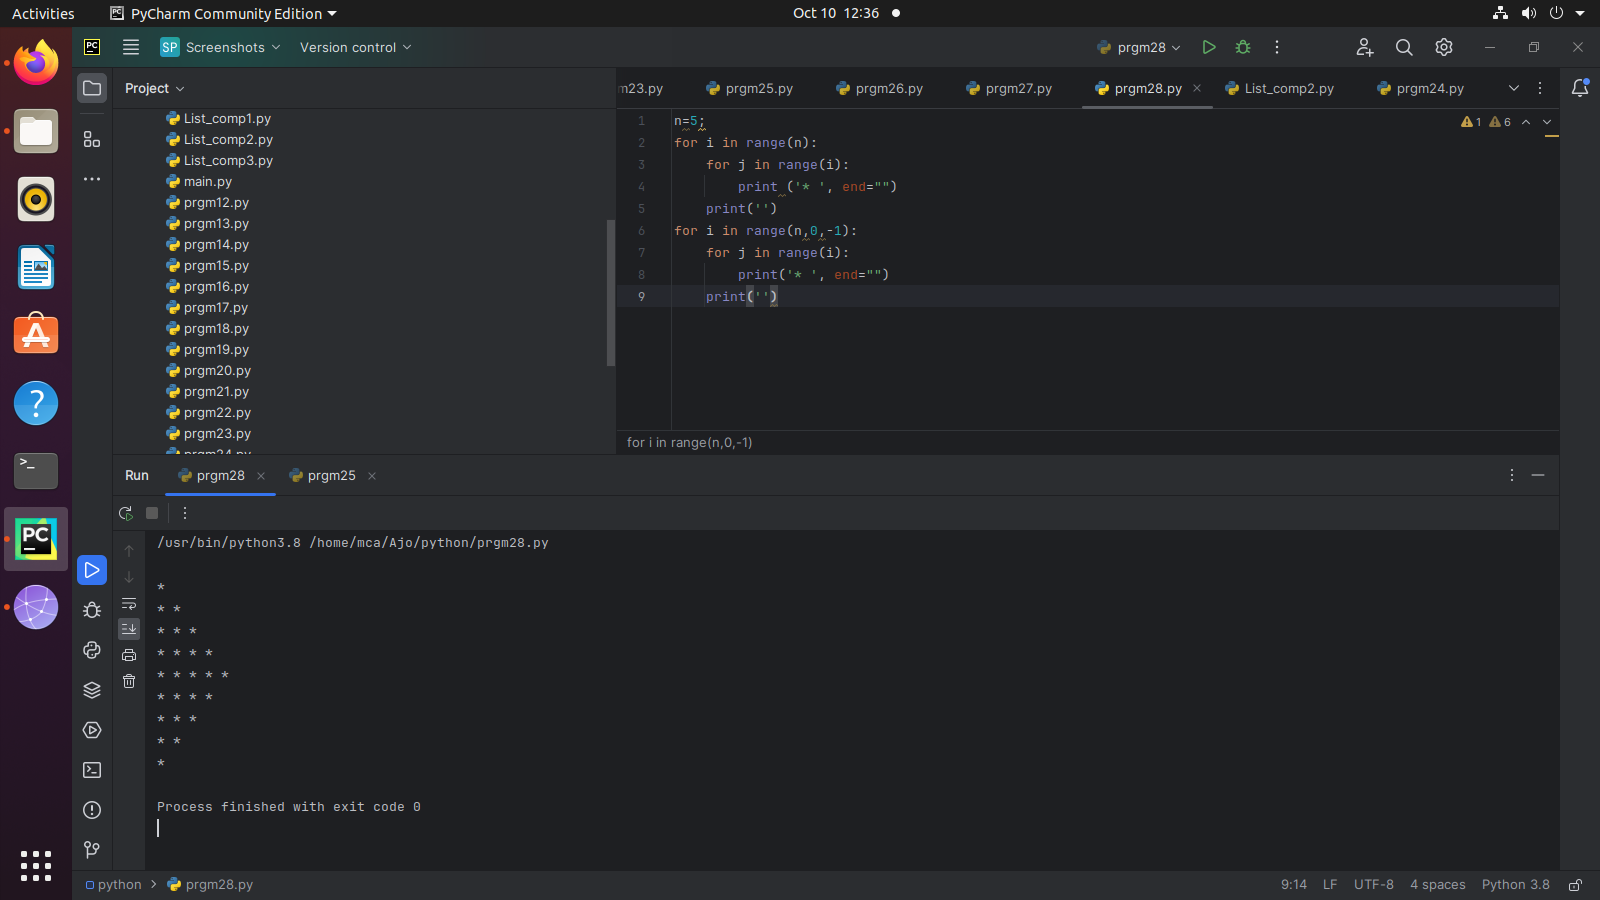 Activities
PyCharm Community Edition
Oct 10 12:36
PC
SP Screenshots
Version control
prgm28
Project
m23.py
prgm25.py
prgm26.py
prgm27.py
prgm28.py
List_comp2.py
prgm24.py
List_comp1.py
List_comp2.py
List_comp3.py
main.py
prgm12.py
prgm13.py
prgm14.py
prgm15.py
prgm16.py
prgm17.py
prgm18.py
prgm19.py
prgm20.py
prgm21.py
prgm22.py
prgm23.py
prgm24.py
1 n=5;
2 for i in range(n):
3     for j in range(i):
4         print ('* ', end="")
5     print('')
6 for i in range(n,0,-1):
7     for j in range(i):
8         print('* ', end="")
9     print('')
1 6
for i in range(n,0,-1)
Run
prgm28
prgm25
/usr/bin/python3.8 /home/mca/Ajo/python/prgm28.py
*
* *
* * *
* * * *
* * * * *
* * * *
* * *
* *
*
Process finished with exit code 0
PC
python > prgm28.py
9:14 LF UTF-8 4 spaces Python 3.8